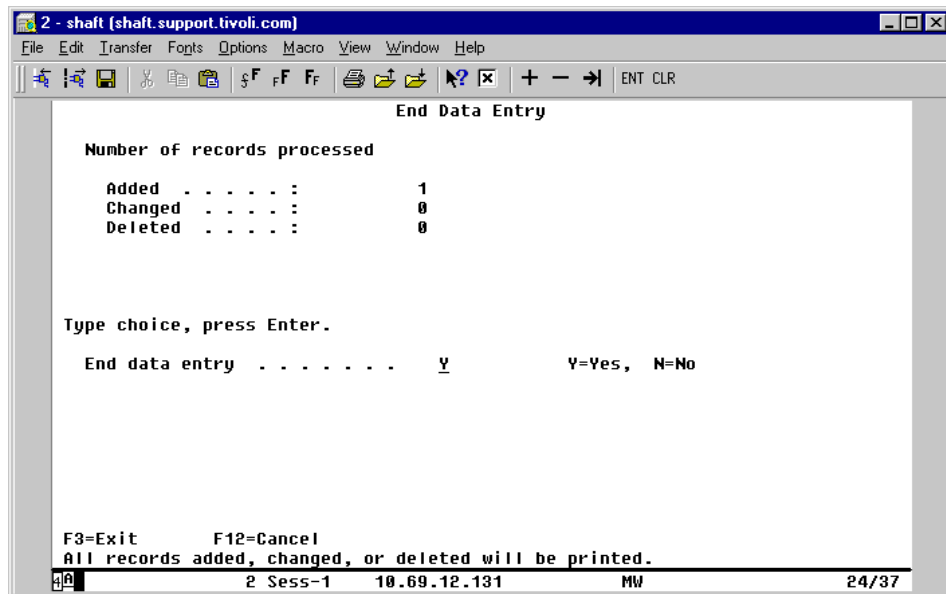 2 - shaft (shaft.support.tivoli.com)
File Edit Transfer Fonts Options Macro View Window Help
ENT CLR
End Data Entry
Number of records processed
Added . . . . . : 1
Changed . . . . : 0
Deleted . . . . : 0
Type choice, press Enter.
End data entry . . . . . . . Y Y=Yes, N=No
F3=Exit F12=Cancel
All records added, changed, or deleted will be printed.
4A 2 Sess-1 10.69.12.131 MW 24/37